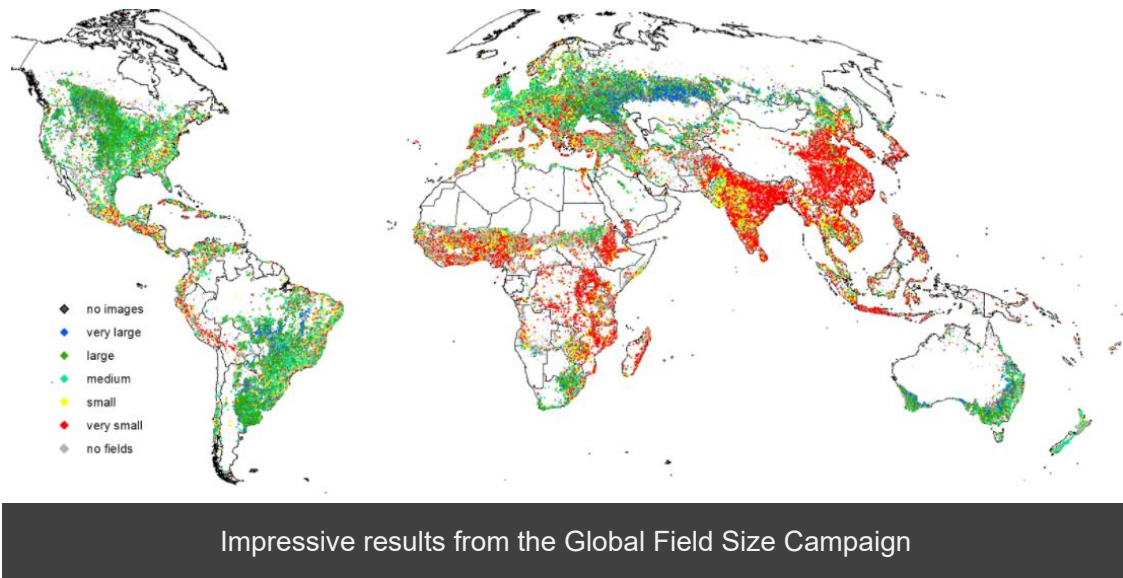 no images
very large
large
medium
small
very small
no fields
Impressive results from the Global Field Size Campaign